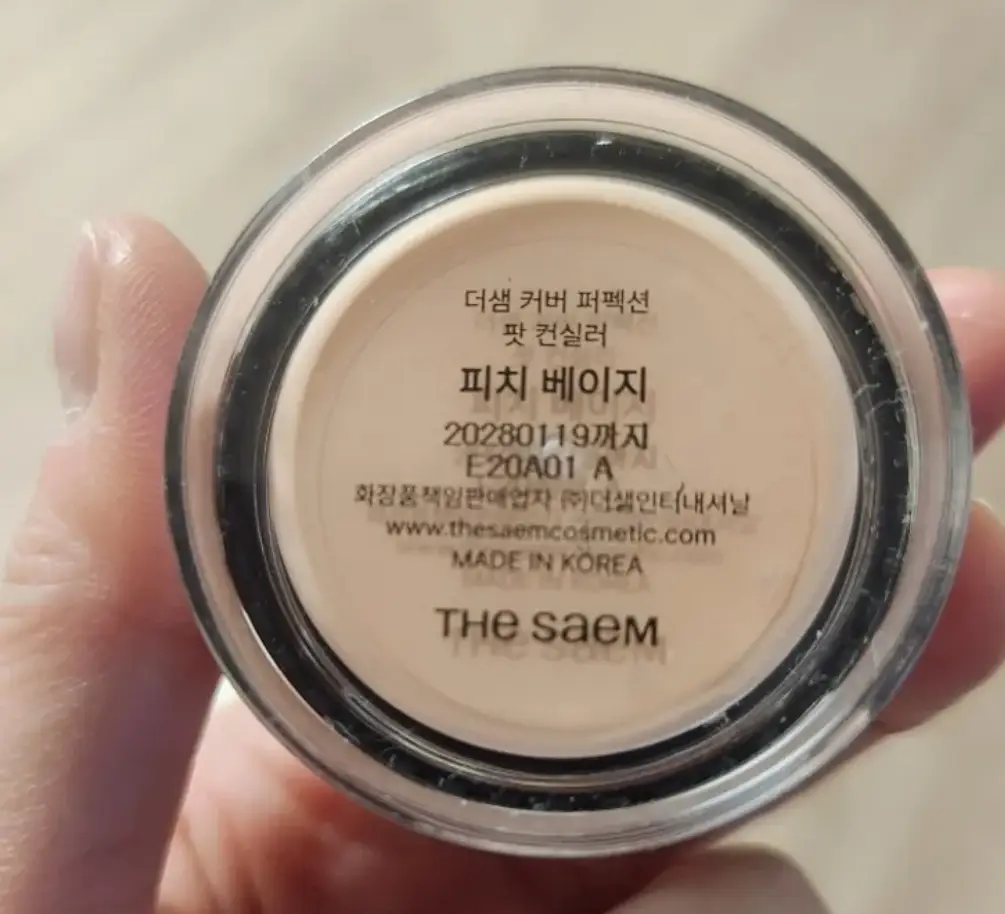 더샘 커버 퍼펙션
팟 컨실러
피치 베이지
20280119까지
E20A01 A
화장품책임판매업자 ㈜더샘인터내셔날
www.thesaemcosmetic.com
MADE IN KOREA
THe saeM